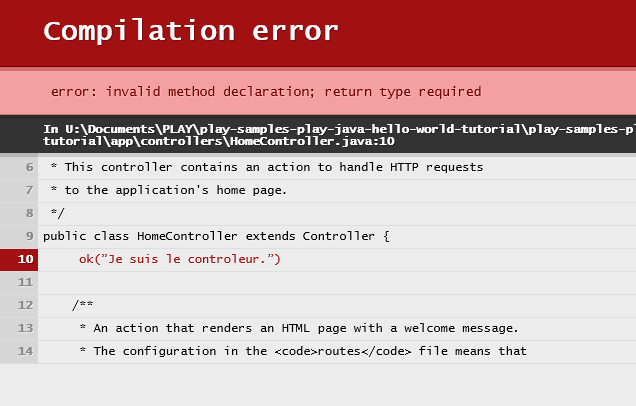 Compilation error
error: invalid method declaration; return type required
In U:\Documents\PLAY\play-samples-play-java-hello-world-tutorial\play-samples-pl
tutorial\app\controllers\HomeController.java:10
6 * This controller contains an action to handle HTTP requests
7 * to the application's home page.
8 */
9 public class HomeController extends Controller {
10 ok(”Je suis le controleur.”)
11
12 /**
13 * An action that renders an HTML page with a welcome message.
14 * The configuration in the <code>routes</code> file means that